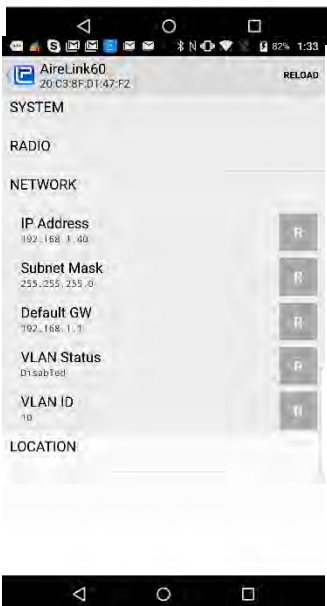 82% 1:33
AireLink60
20:C3:8F:D1:47:F2
RELOAD
SYSTEM
RADIO
NETWORK
IP Address
192.168.1.40
R
Subnet Mask
255.255.255.0
R
Default GW
192.168.1.1
R
VLAN Status
Disabled
R
VLAN ID
10
R
LOCATION